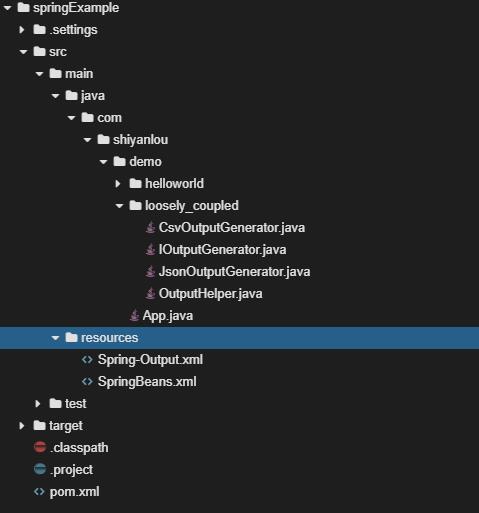 springExample
.settings
src
main
java
com
shiyanlou
demo
helloworld
loosely_coupled
CsvOutputGenerator.java
IOutputGenerator.java
JsonOutputGenerator.java
OutputHelper.java
App.java
resources
Spring-Output.xml
SpringBeans.xml
test
target
.classpath
.project
pom.xml